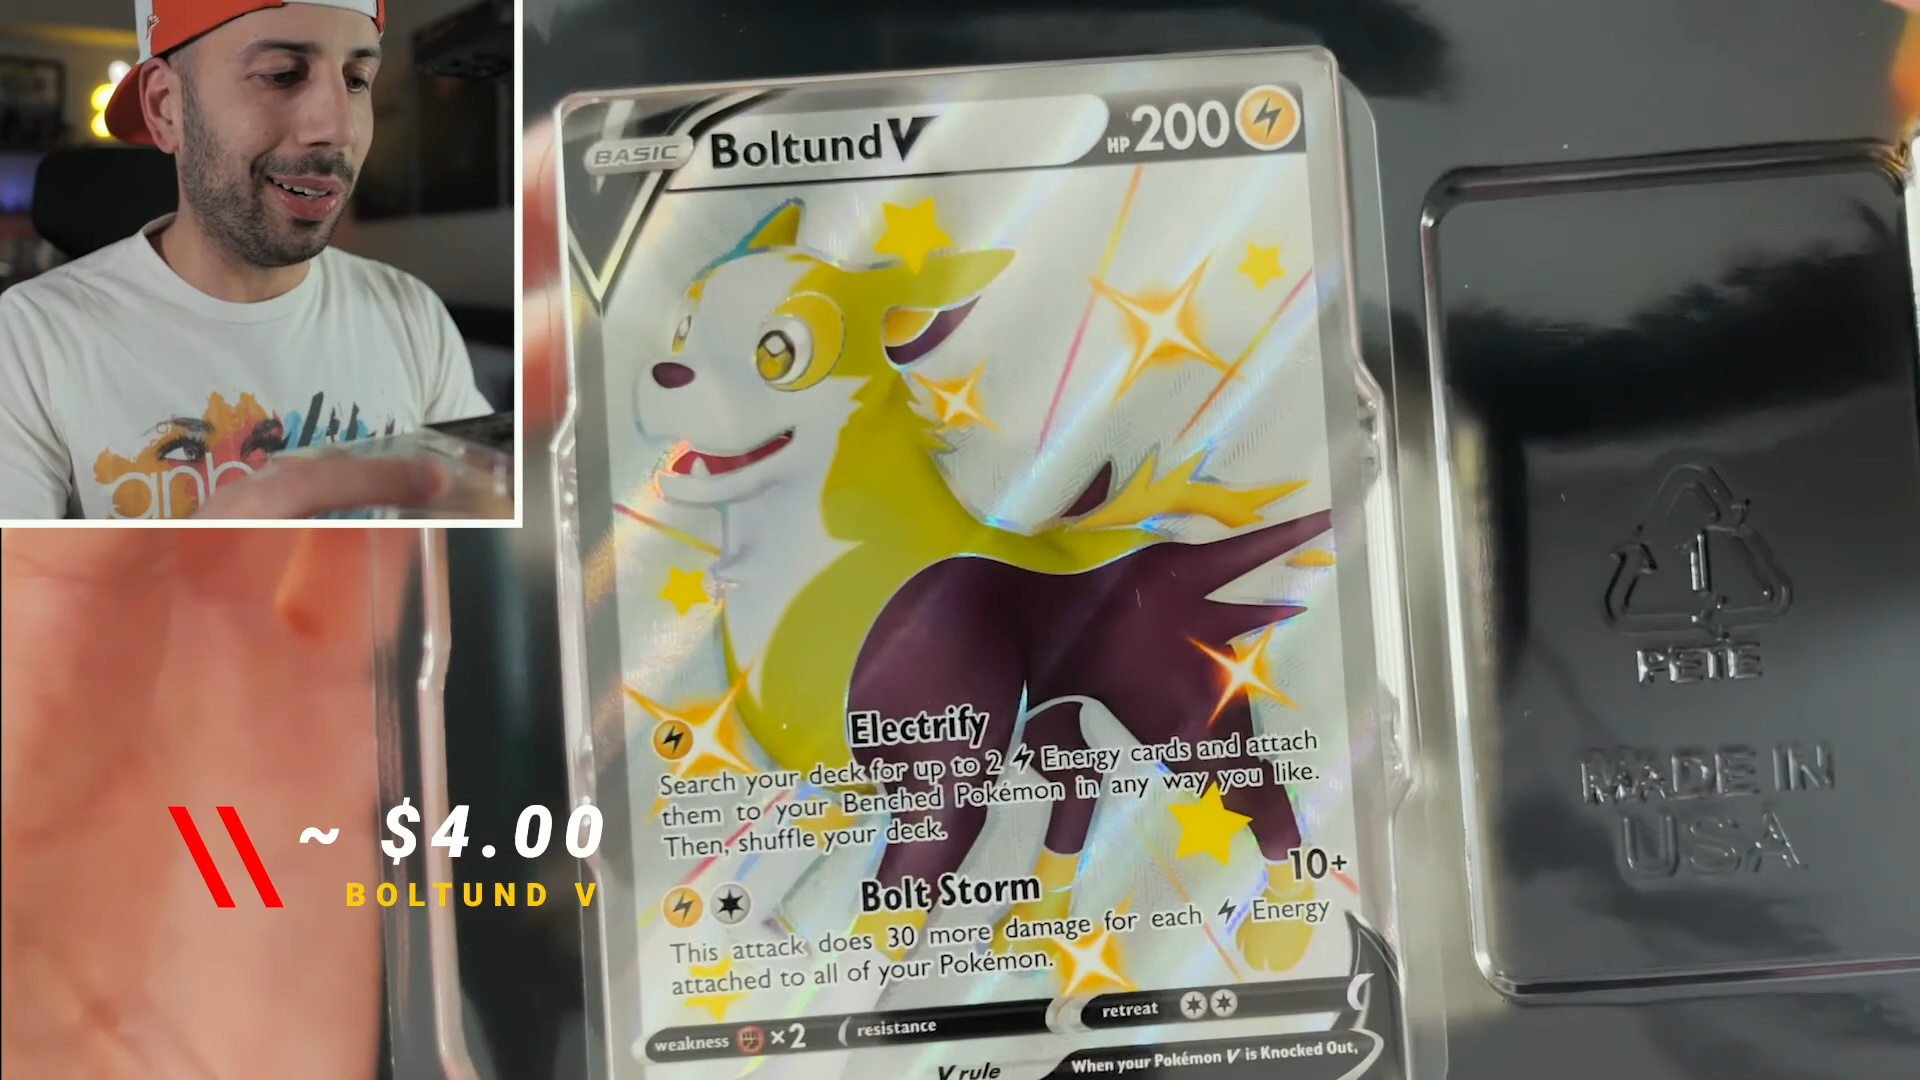 BASIC
Boltund V
HP 200
Electrify
Search your deck for up to 2 Energy cards and attach
them to your Benched Pokémon in any way you like.
Then, shuffle your deck.
Bolt Storm 10+
This attack does 30 more damage for each Energy
attached to all of your Pokémon.
weakness ×2 resistance retreat
V rule When your Pokémon V is Knocked Out,
~ $4.00
BOLTUND V
1
PETE
MADE IN
USA